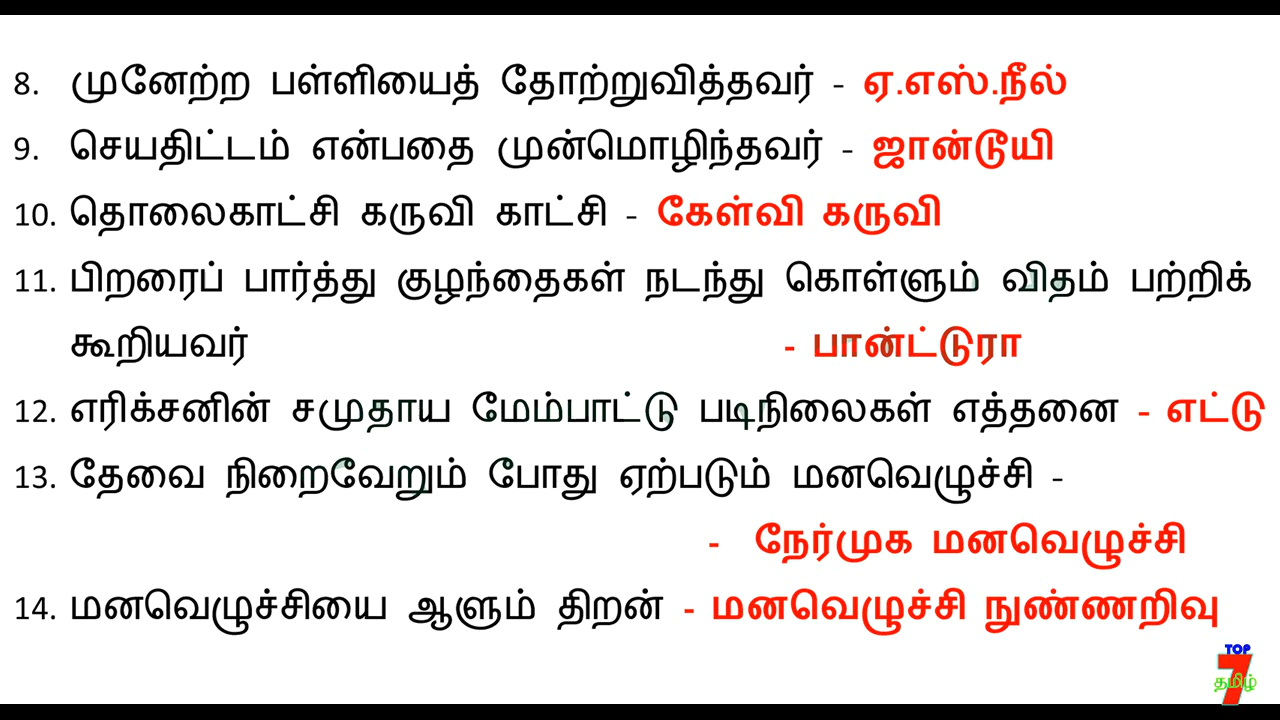 8. முனேற்ற பள்ளியைத் தோற்றுவித்தவர் - ஏ.எஸ்.நீல்
9. செயதிட்டம் என்பதை முன்மொழிந்தவர் - ஜான்டூயி
10. தொலைகாட்சி கருவி காட்சி - கேள்வி கருவி
11. பிறரைப் பார்த்து குழந்தைகள் நடந்து கொள்ளும் விதம் பற்றிக்
கூறியவர் - பான்ட்டுரா
12. எரிக்சனின் சமுதாய மேம்பாட்டு படிநிலைகள் எத்தனை - எட்டு
13. தேவை நிறைவேறும் போது ஏற்படும் மனவெழுச்சி -
- நேர்முக மனவெழுச்சி
14. மனவெழுச்சியை ஆளும் திறன் - மனவெழுச்சி நுண்ணறிவு
TOP
7
தமிழ்